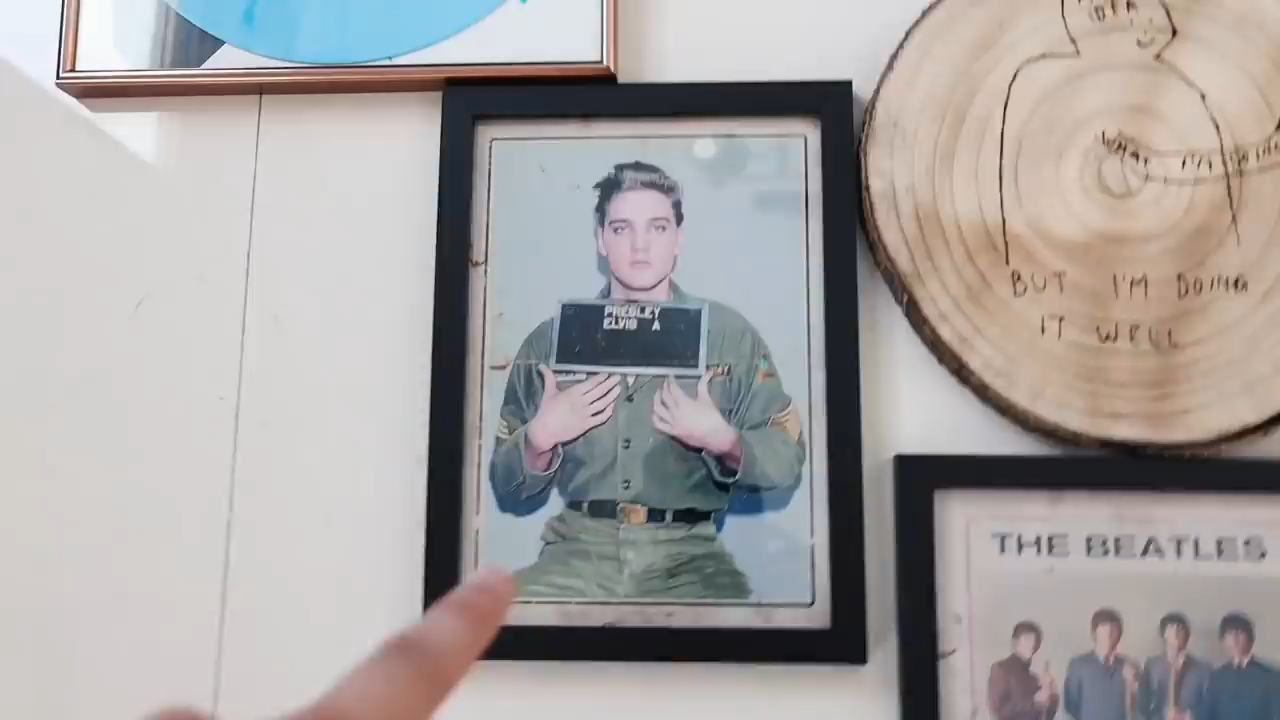 PRESLEY
ELVIS A
BUT I'M DOING
IT WELL
THE BEATLES